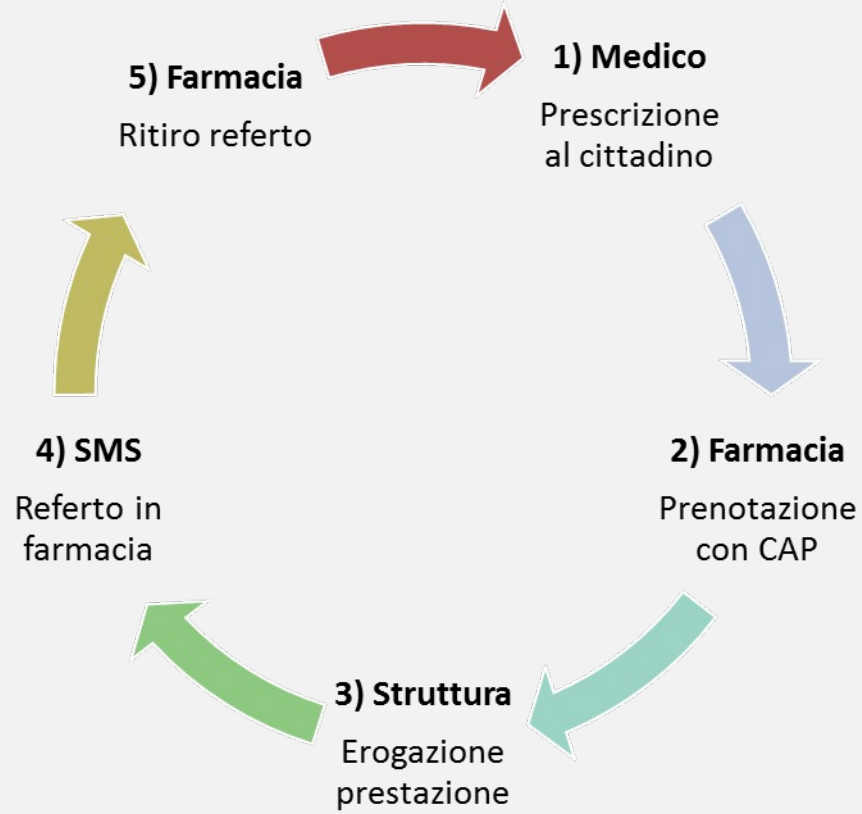 1) Medico
Prescrizione
al cittadino
2) Farmacia
Prenotazione
con CAP
3) Struttura
Erogazione
prestazione
4) SMS
Referto in
farmacia
5) Farmacia
Ritiro referto